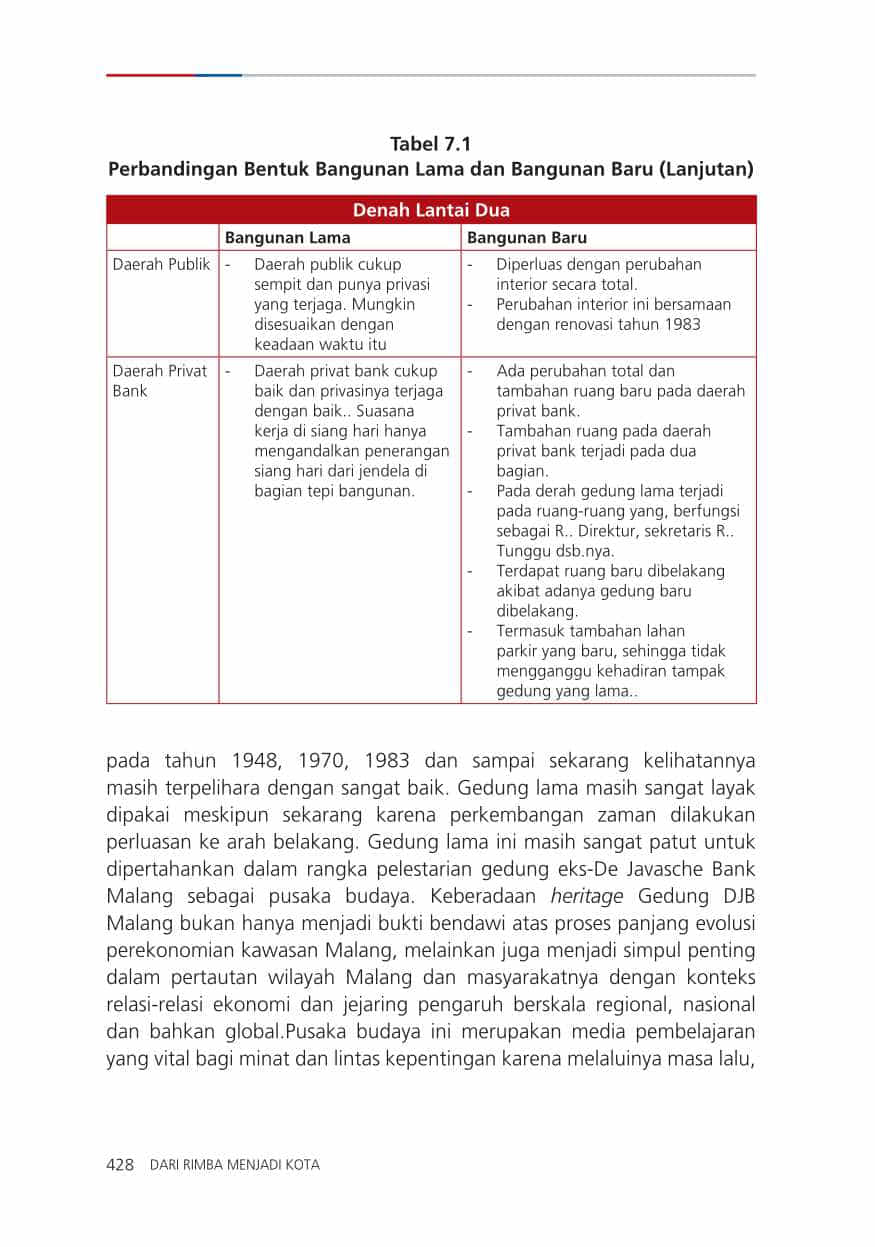 Tabel 7.1
Perbandingan Bentuk Bangunan Lama dan Bangunan Baru (Lanjutan)
Denah Lantai Dua
Bangunan Lama
Bangunan Baru
Daerah Publik
- Daerah publik cukup
sempit dan punya privasi
yang terjaga. Mungkin
disesuaikan dengan
keadaan waktu itu
- Diperluas dengan perubahan
interior secara total.
- Perubahan interior ini bersamaan
dengan renovasi tahun 1983
Daerah Privat
Bank
- Daerah privat bank cukup
baik dan privasinya terjaga
dengan baik.. Suasana
kerja di siang hari hanya
mengandalkan penerangan
siang hari dari jendela di
bagian tepi bangunan.
- Ada perubahan total dan
tambahan ruang baru pada daerah
privat bank.
- Tambahan ruang pada daerah
privat bank terjadi pada dua
bagian.
- Pada derah gedung lama terjadi
pada ruang-ruang yang, berfungsi
sebagai R.. Direktur, sekretaris R..
Tunggu dsb.nya.
- Terdapat ruang baru dibelakang
akibat adanya gedung baru
dibelakang.
- Termasuk tambahan lahan
parkir yang baru, sehingga tidak
mengganggu kehadiran tampak
gedung yang lama..
pada tahun 1948, 1970, 1983 dan sampai sekarang kelihatannya
masih terpelihara dengan sangat baik. Gedung lama masih sangat layak
dipakai meskipun sekarang karena perkembangan zaman dilakukan
perluasan ke arah belakang. Gedung lama ini masih sangat patut untuk
dipertahankan dalam rangka pelestarian gedung eks-De Javasche Bank
Malang sebagai pusaka budaya. Keberadaan heritage Gedung DJB
Malang bukan hanya menjadi bukti bendawi atas proses panjang evolusi
perekonomian kawasan Malang, melainkan juga menjadi simpul penting
dalam pertautan wilayah Malang dan masyarakatnya dengan konteks
relasi-relasi ekonomi dan jejaring pengaruh berskala regional, nasional
dan bahkan global.Pusaka budaya ini merupakan media pembelajaran
yang vital bagi minat dan lintas kepentingan karena melaluinya masa lalu,
428 DARI RIMBA MENJADI KOTA